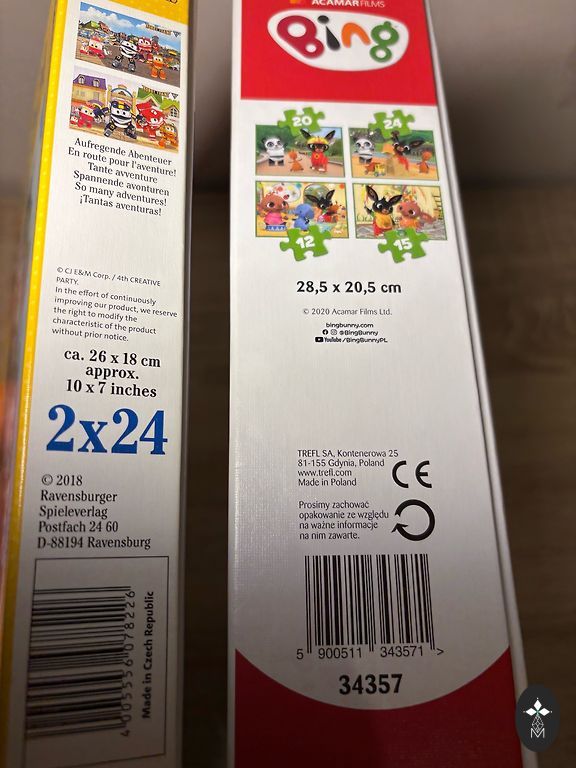 Aufregende Abenteuer
En route pour l'aventure!
Tante avventure
Spannende avonturen
So many adventures!
¡Tantas aventuras!
© CJ E&M Corp. / 4th CREATIVE
PARTY.
In the effort of continuously
improving our product, we reserve
the right to modify the
characteristic of the product
without prior notice.
ca. 26 x 18 cm
approx.
10 x 7 inches
2x24
© 2018
Ravensburger
Spieleverlag
Postfach 24 60
D-88194 Ravensburg
4 005556 078226
Made in Czech Republic
ACAMARFILMS
Bing
20
24
12
15
28,5 x 20,5 cm
© 2020 Acamar Films Ltd.
bingbunny.com
@BingBunny
YouTube /BingBunnyPL
TREFL SA, Kontenerowa 25
81-155 Gdynia, Poland
www.trefl.com
Made in Poland
CE
Prosimy zachować
opakowanie ze względu
na ważne informacje
na nim zawarte.
5 900511 343571 >
34357
M